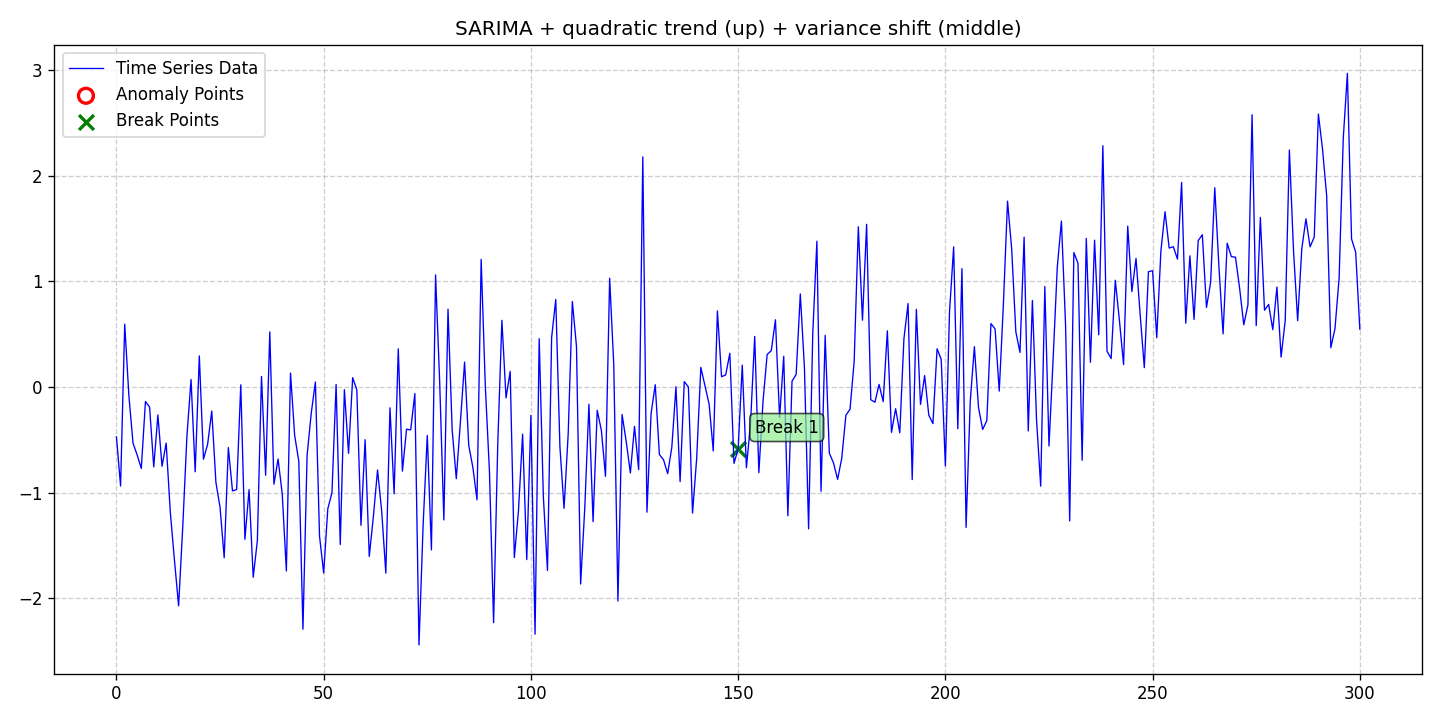 SARIMA + quadratic trend (up) + variance shift (middle)
Time Series Data
Anomaly Points
Break Points
3
2
1
0
−1
−2
Break 1
0
50
100
150
200
250
300